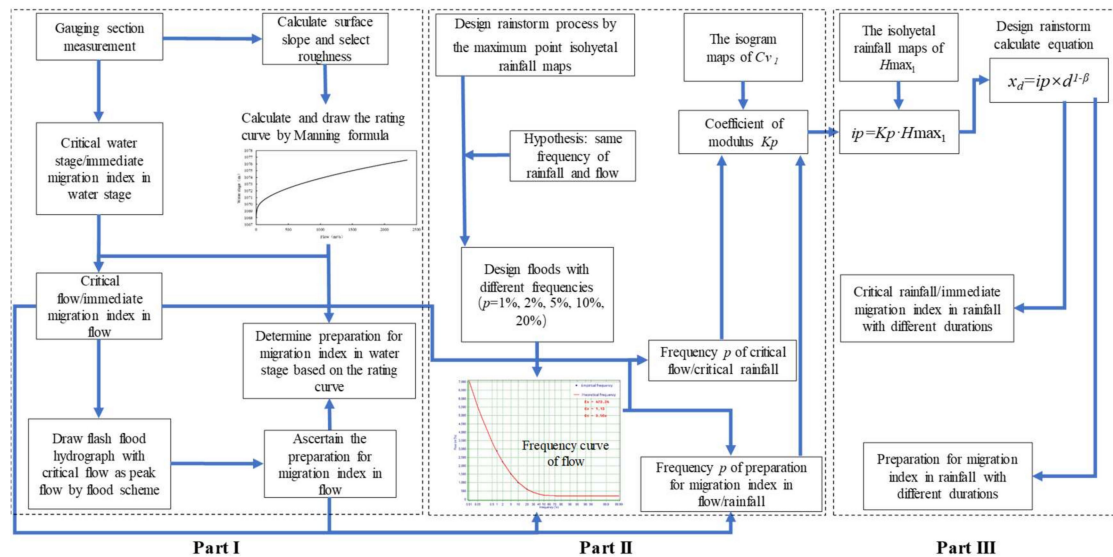 Gauging section
measurement
Calculate surface
slope and select
roughness
Calculate and draw the rating
curve by Manning formula
Critical water
stage/immediate
migration index in
water stage
Critical
flow/immediate
migration index in
flow
Determine preparation for
migration index in water
stage based on the rating
curve
Draw flash flood
hydrograph with
critical flow as peak
flow by flood scheme
Ascertain the
preparation for
migration index in
flow
Part I
Design rainstorm process by
the maximum point isohyetal
rainfall maps
The isogram
maps of Cv₁
Hypothesis: same
frequency of
rainfall and flow
Coefficient of
modulus Kp
Design floods with
different frequencies
(p=1%, 2%, 5%, 10%,
20%)
Frequency p of critical
flow/critical rainfall
Frequency curve
of flow
Frequency p of preparation
for migration index in
flow/rainfall
Part II
The isohyetal
rainfall maps of
Hmax₁
Design rainstorm
calculate equation
x_d=ip×d^{1-β}
ip=Kp·Hmax₁
Critical rainfall/immediate
migration index in rainfall
with different durations
Preparation for migration
index in rainfall with
different durations
Part III